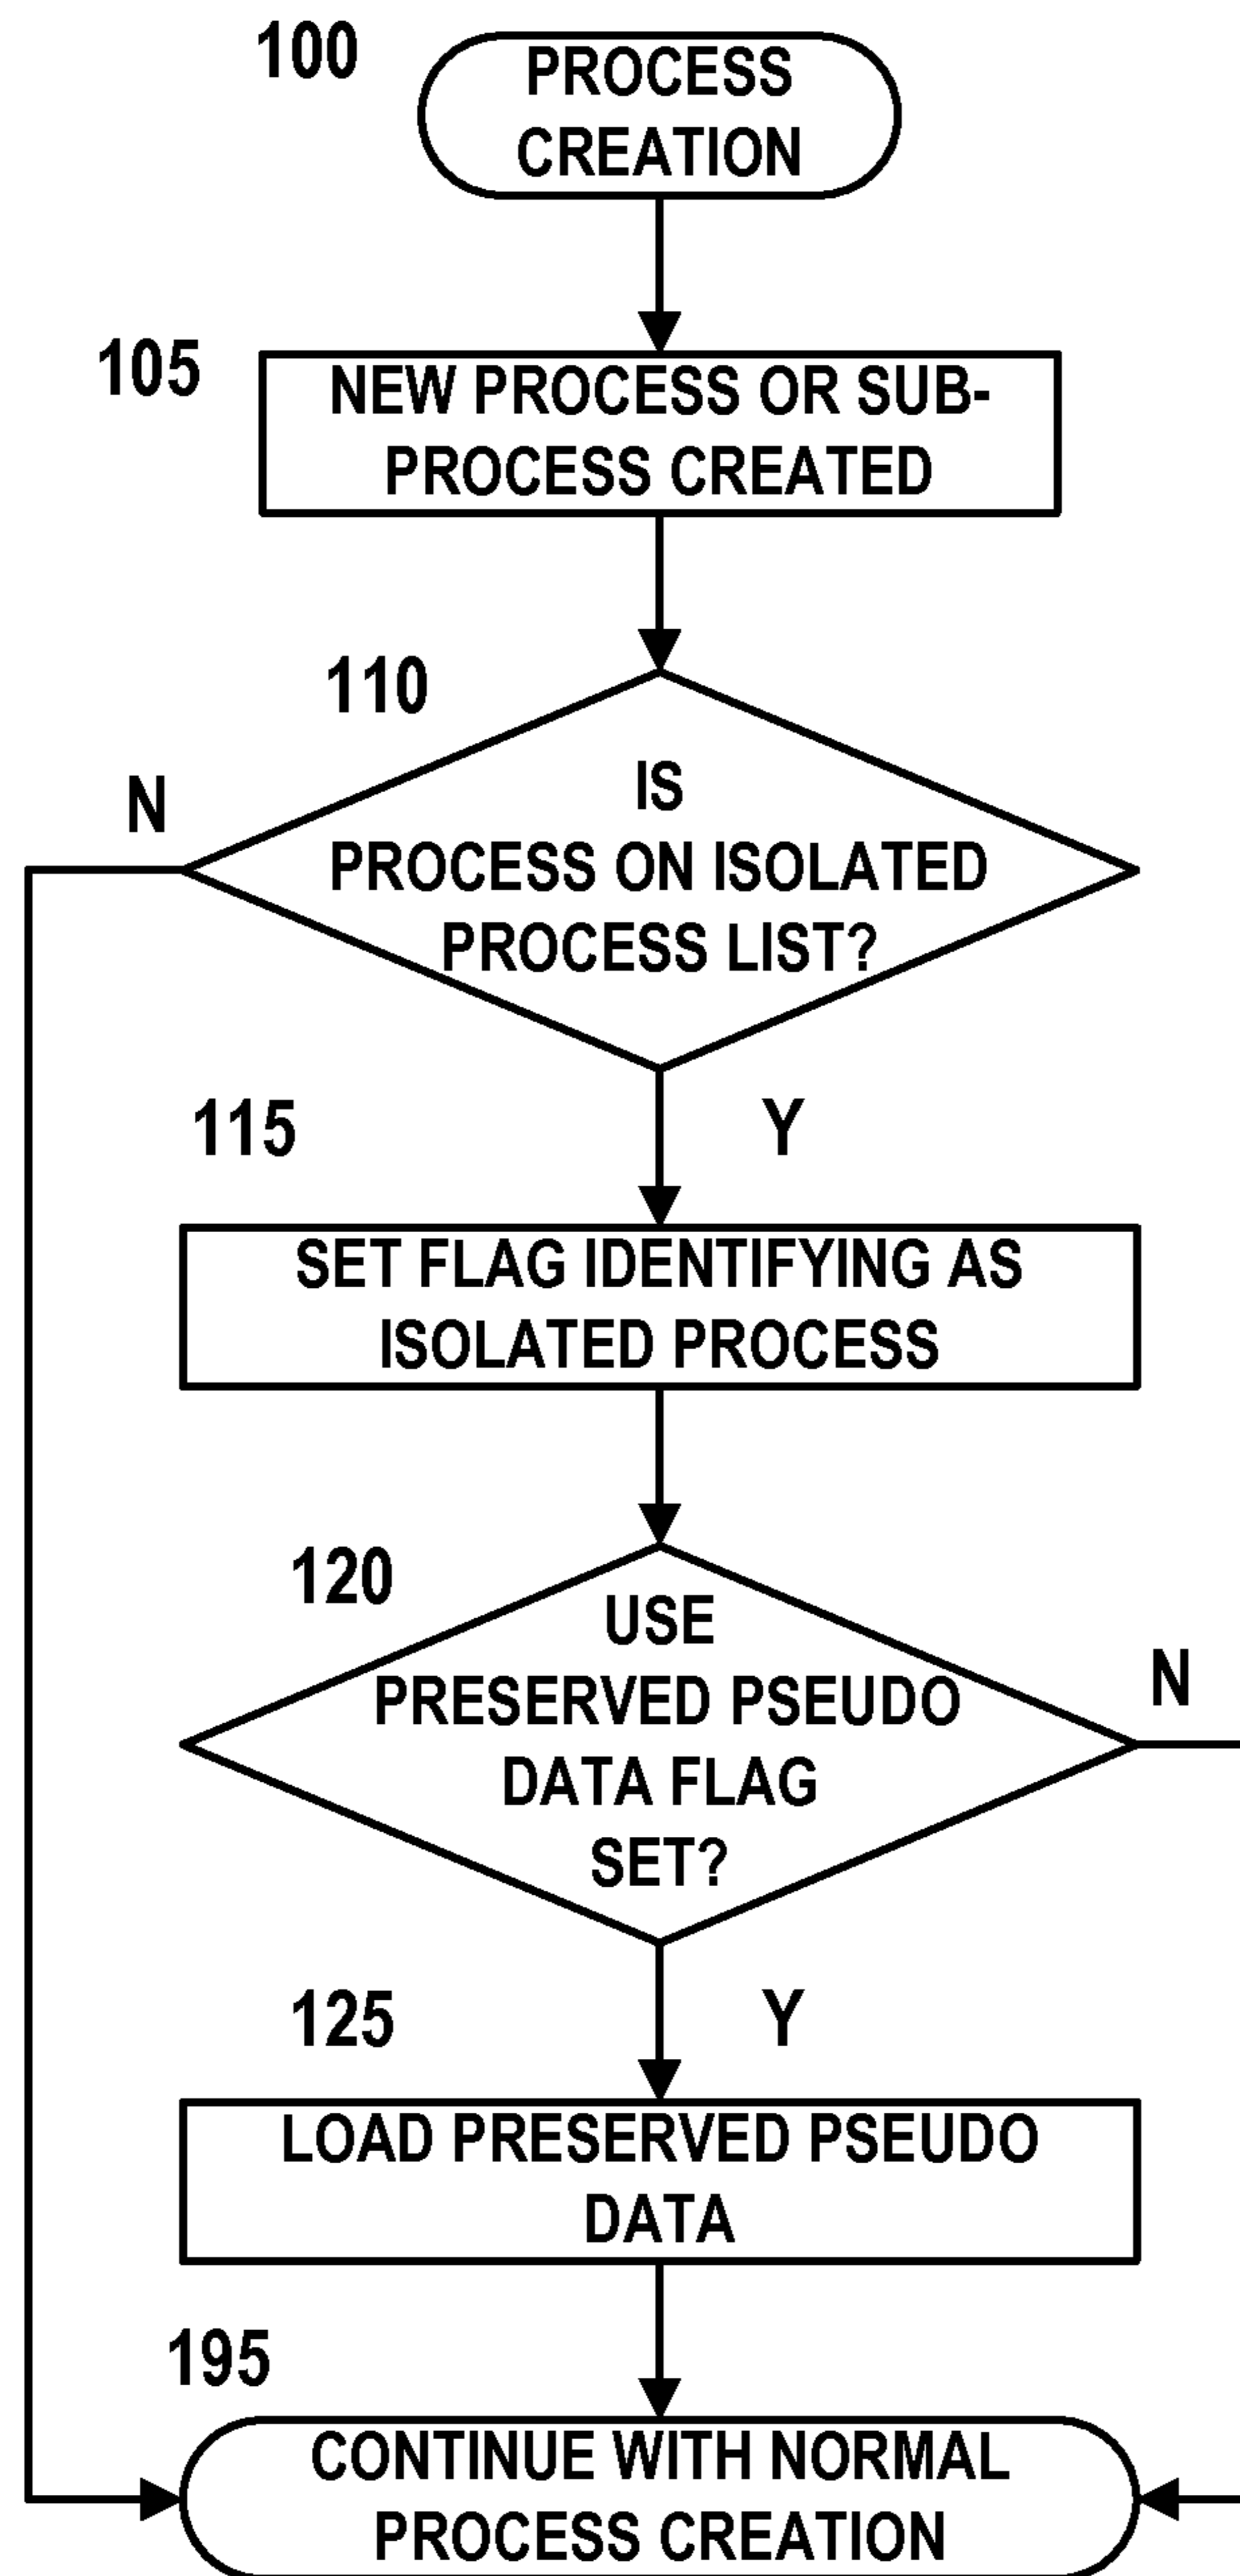 100
PROCESS
CREATION
105
NEW PROCESS OR SUB-
PROCESS CREATED
110
N
IS
PROCESS ON ISOLATED
PROCESS LIST?
115
Y
SET FLAG IDENTIFYING AS
ISOLATED PROCESS
120
USE
PRESERVED PSEUDO
DATA FLAG
SET?
N
125
Y
LOAD PRESERVED PSEUDO
DATA
195
CONTINUE WITH NORMAL
PROCESS CREATION